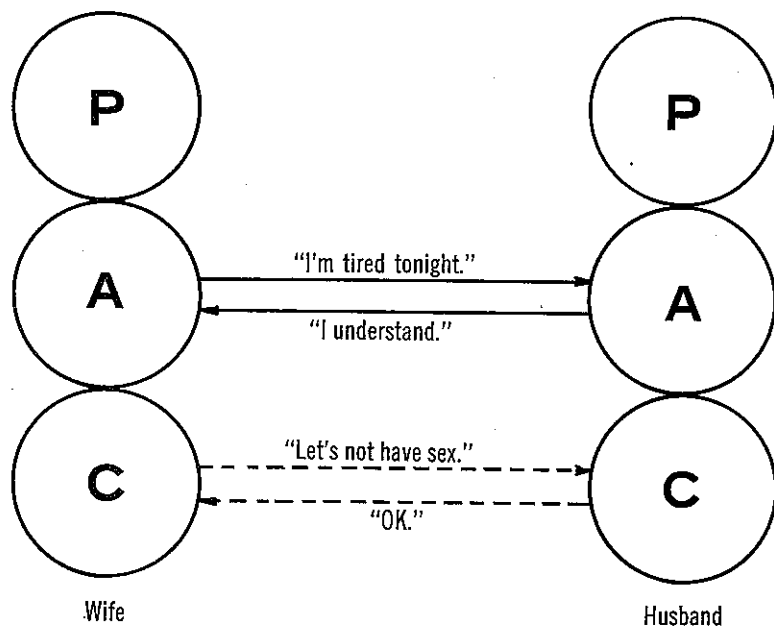 P P
A A
"I'm tired tonight."
"I understand."
C C
"Let's not have sex."
"OK."
Wife Husband